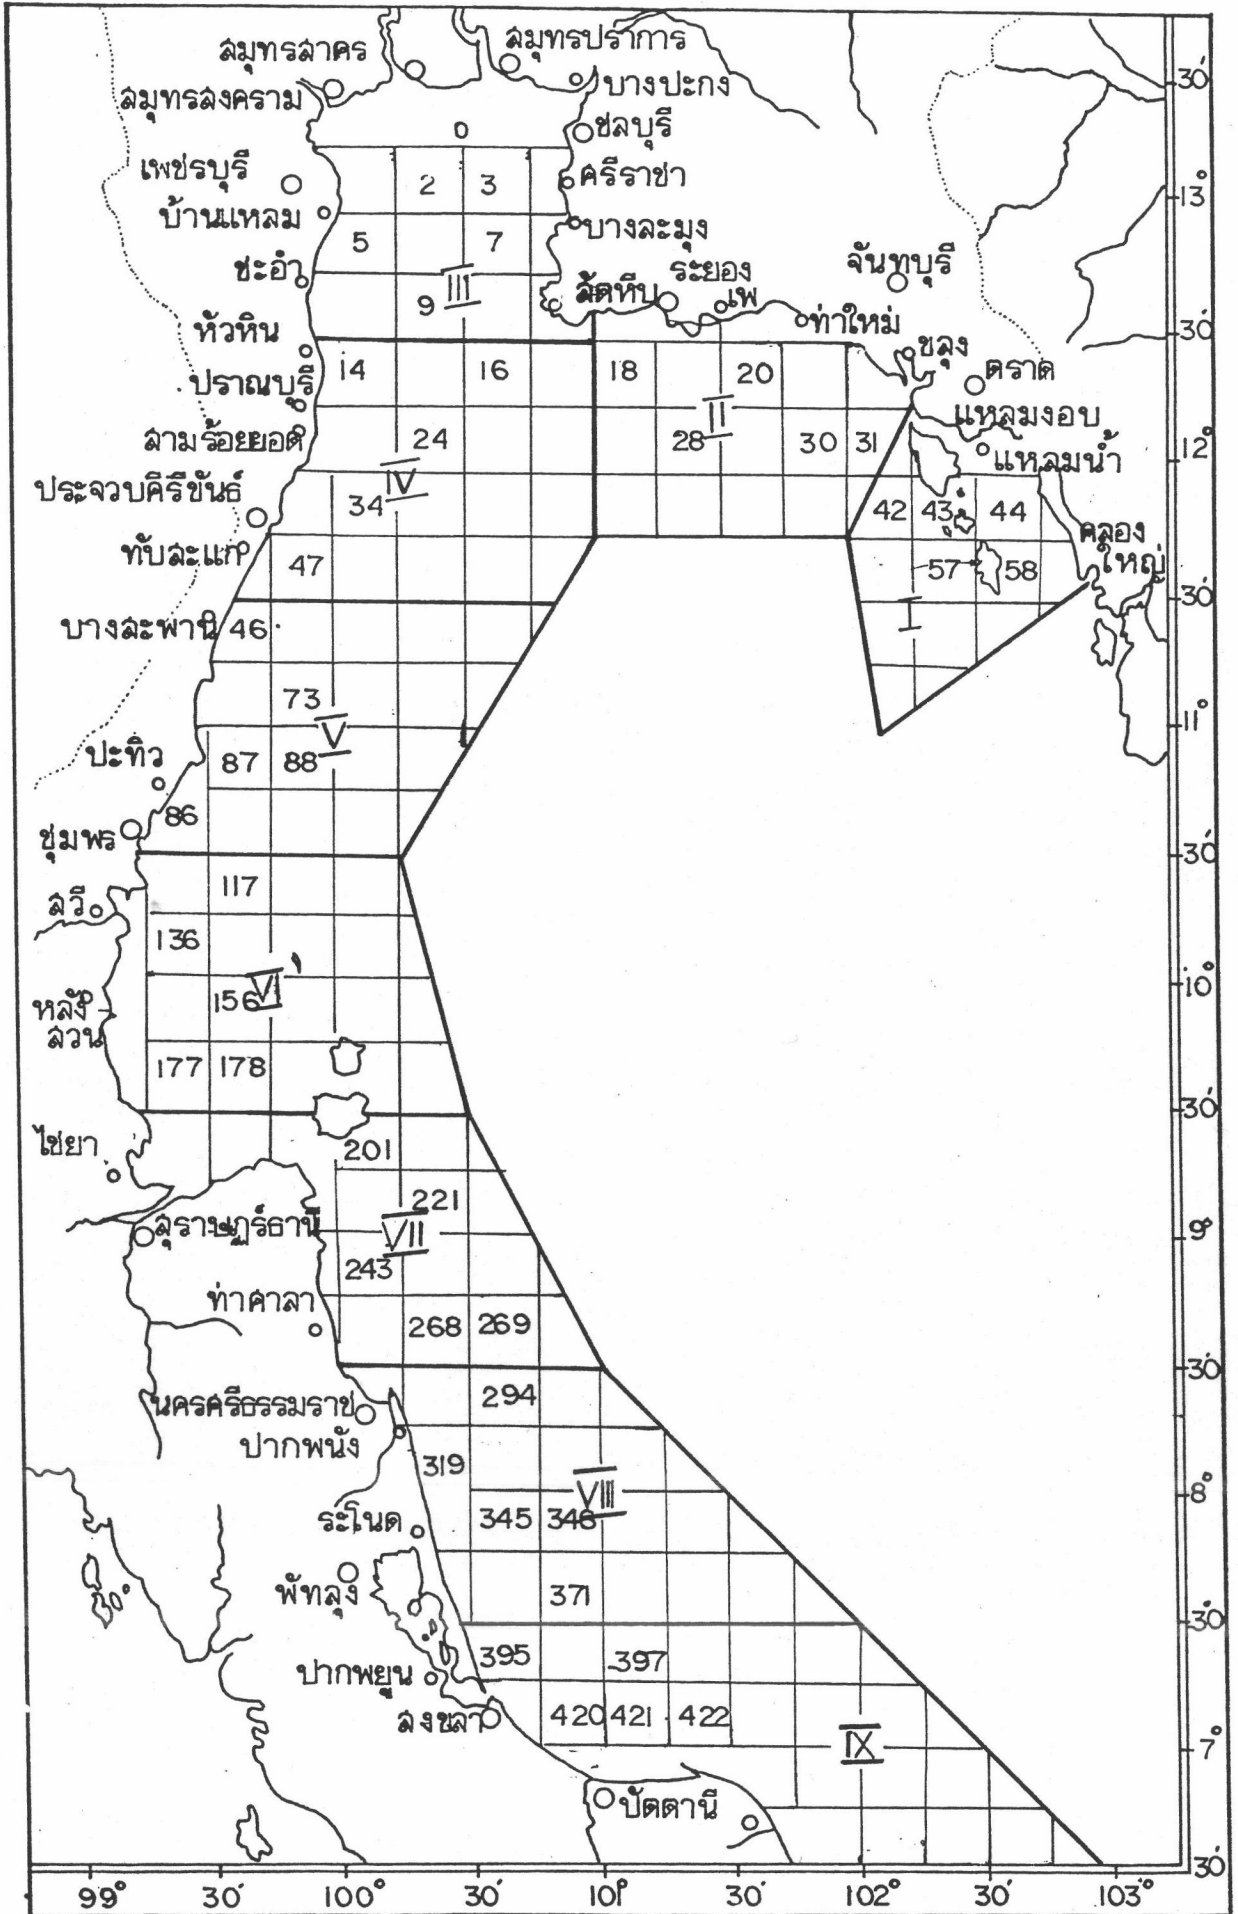 สมุทรสาคร
สมุทรปราการ
สมุทรสงคราม
บางปะกง
30'
0
ชลบุรี
เพชรบุรี
2 3
ศรีราชา
13°
บ้านแหลม
5 7
บางละมุง
ชะอำ
III
9
สัตหีบ
ระยอง
เพ
จันทบุรี
ท่าใหม่
30'
หัวหิน
14 16 18 20
ขลุง
ตราด
ปราณบุรี
II
แหลมงอบ
สามร้อยยอด
24 28 30 31
แหลมน้ำ
12°
ประจวบคีรีขันธ์
IV
34 42 43 44
คลอง
ใหญ่
ทับสะแก
47 57 58
30'
บางสะพาน
46
I
73
V
11°
ปะทิว
87 88
86
ชุมพร
30'
117
สวี
136
VI
10°
หลัง
สวน
156
177 178
30'
ไชยา
201
221
VII
9°
สุราษฎร์ธานี
243
ท่าศาลา
268 269
30'
294
นครศรีธรรมราช
ปากพนัง
319
VIII
8°
ระโนด
345 346
พัทลุง
371
30'
395 397
ปากพยูน
สงขลา
420 421 422
IX
7°
ปัตตานี
30'
99° 30' 100° 30' 101° 30' 102° 30' 103°